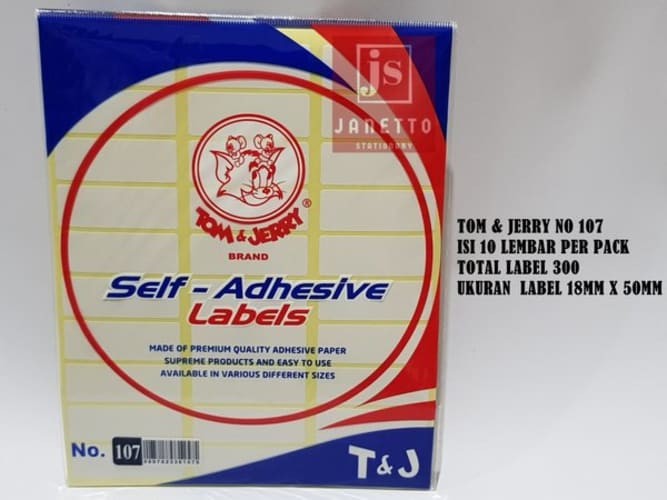 js
JANETTO
STATIONARY
TOM & JERRY ®
BRAND
Self - Adhesive
Labels
MADE OF PREMIUM QUALITY ADHESIVE PAPER
SUPREME PRODUCTS AND EASY TO USE
AVAILABLE IN VARIOUS DIFFERENT SIZES
No. 107
T&J
TOM & JERRY NO 107
ISI 10 LEMBAR PER PACK
TOTAL LABEL 300
UKURAN LABEL 18MM X 50MM